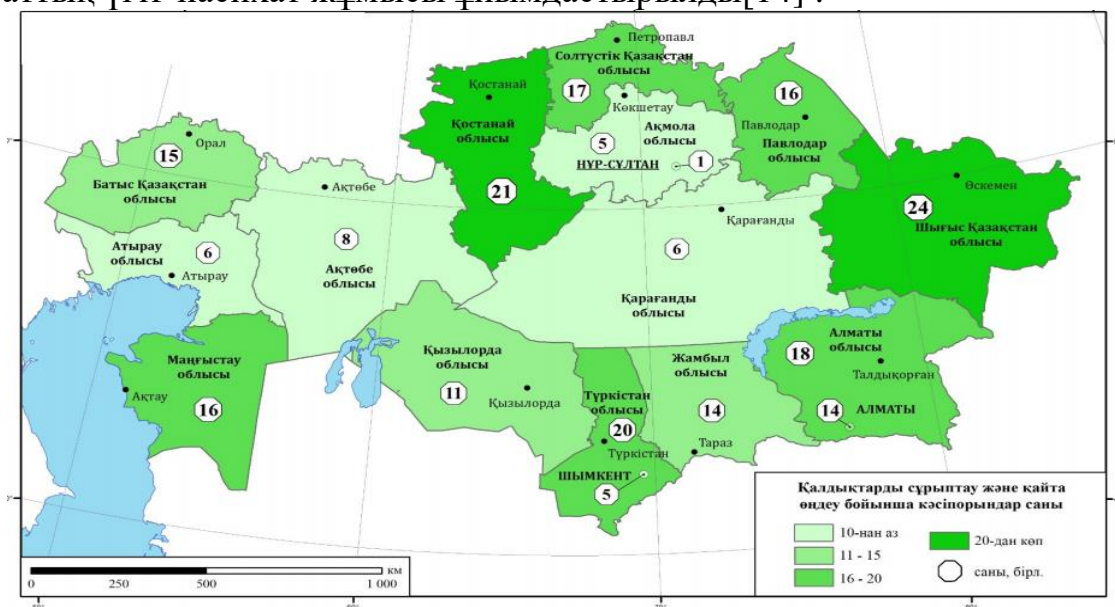 жұмысы ұйымдастырылды[14] .
Петропавл
Солтүстік Қазақстан
облысы
17
Қостанай
Қостанай
облысы
21
Көкшетау
Ақмола
облысы
5
НҰР-СҰЛТАН
1
16
Павлодар
Павлодар
облысы
Орал
15
Батыс Қазақстан
облысы
Ақтөбе
8
Ақтөбе
облысы
Атырау
облысы
6
Атырау
Қарағанды
6
Қарағанды
облысы
Өскемен
24
Шығыс Қазақстан
облысы
Маңғыстау
облысы
Ақтау
16
Қызылорда
облысы
11
Қызылорда
Түркістан
облысы
20
Түркістан
ШЫМКЕНТ
5
Жамбыл
облысы
14
Тараз
Алматы
облысы
18
Талдықорған
14
АЛМАТЫ
Қалдықтарды сұрыптау және қайта
өңдеу бойынша кәсіпорындар саны
10-нан аз
11 - 15
16 - 20
20-дан көп
саны, бірл.
км
0 250 500 1 000